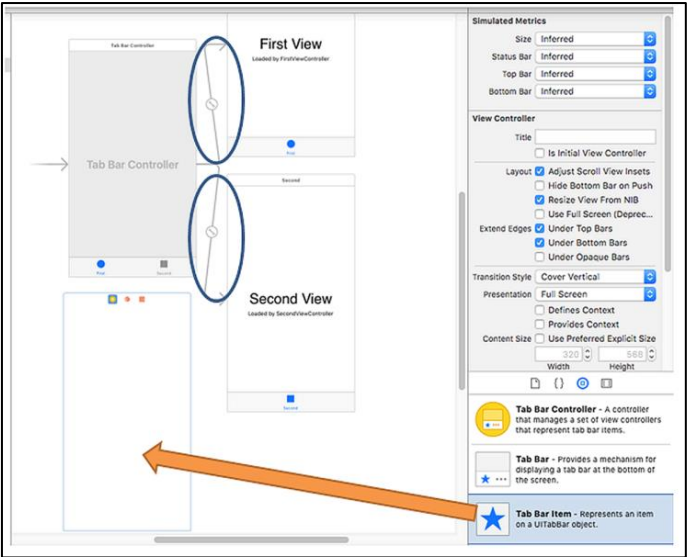 Tab Bar Controller
Tab Bar Controller
First
Second
First View
Loaded by FirstViewController
First
Second
Second View
Loaded by SecondViewController
Second
Simulated Metrics
Size Inferred
Status Bar Inferred
Top Bar Inferred
Bottom Bar Inferred
View Controller
Title
Is Initial View Controller
Layout Adjust Scroll View Insets
Hide Bottom Bar on Push
Resize View From NIB
Use Full Screen (Deprec...
Extend Edges Under Top Bars
Under Bottom Bars
Under Opaque Bars
Transition Style Cover Vertical
Presentation Full Screen
Defines Context
Provides Context
Content Size Use Preferred Explicit Size
320 568
Width Height
Tab Bar Controller - A controller
that manages a set of view controllers
that represent tab bar items.
Tab Bar - Provides a mechanism for
displaying a tab bar at the bottom of
the screen.
Tab Bar Item - Represents an item
on a UITabBar object.